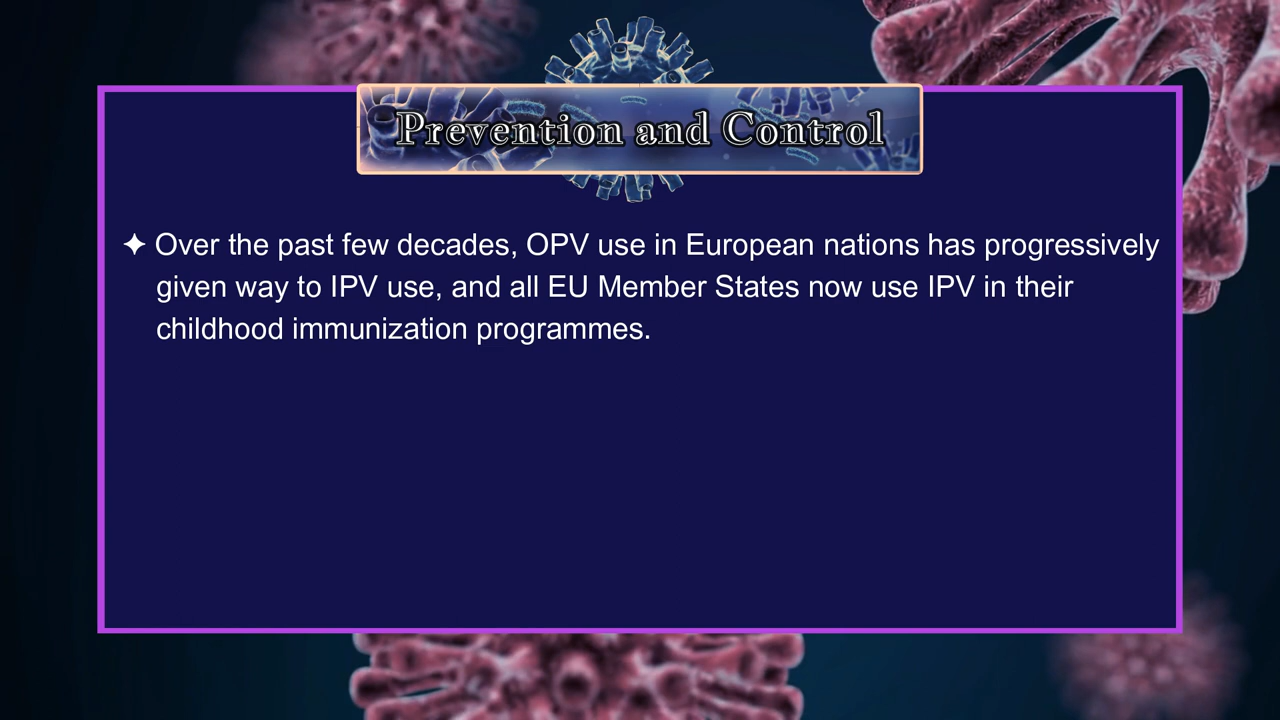 Prevention and Control
✦ Over the past few decades, OPV use in European nations has progressively
given way to IPV use, and all EU Member States now use IPV in their
childhood immunization programmes.